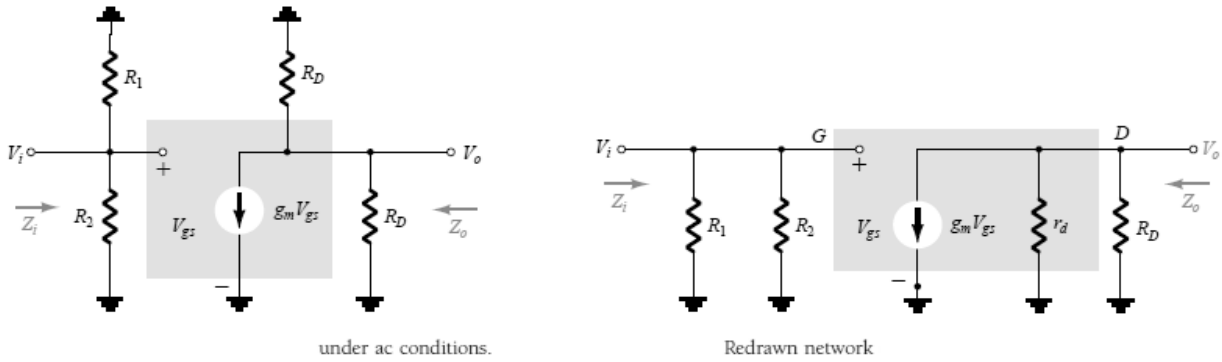 R1
RD
Vi
+
Vo
Zi
R2
Vgs
gmVgs
RD
Zo
−
under ac conditions.
Vi
G
+
D
Vo
Zi
R1
R2
Vgs
gmVgs
rd
RD
Zo
−
Redrawn network